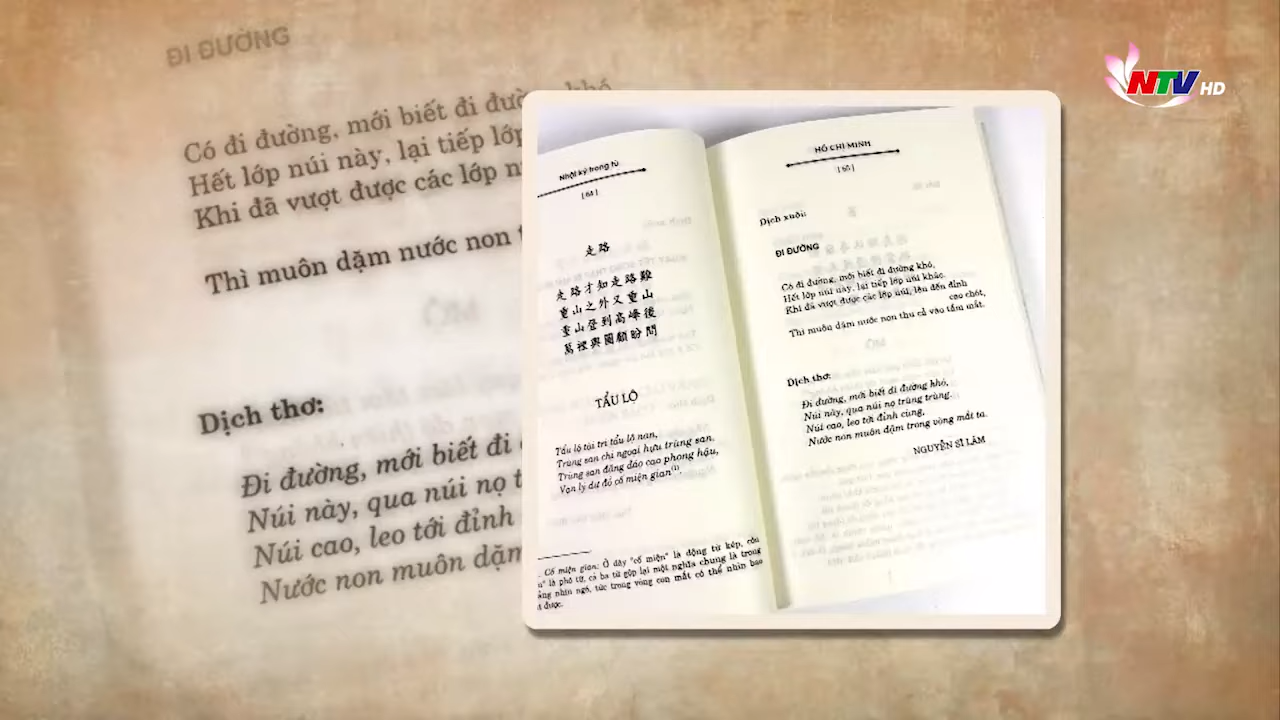 NTV HD
ĐI ĐƯỜNG
Có đi đường, mới biết đi đường khó
Hết lớp núi này, lại tiếp lớp
Khi đã vượt được các lớp
Thì muôn dặm nước non
MỘ
Dịch thơ:
Đi đường, mới biết đi
Núi này, qua núi nọ
Núi cao, leo tới đỉnh
Nước non muôn dặm
Nhật ký trong tù
[64]
走路
走路才知走路難
重山之外又重山
重山登到高峰後
萬裡輿圖顧盼間
TẨU LỘ
Tẩu lộ tài tri tẩu lộ nan,
Trùng san chi ngoại hựu trùng san.
Trùng san đăng đáo cao phong hậu,
Vạn lý dư đồ cố miện gian(1).
Cố miện gian: Ở đây "cố miện" là động từ kép, còn
là phó từ, cả ba từ gộp lại một nghĩa chung là trong
nhìn ngó, tức trong vòng con mắt có thể nhìn bao
được.
HỒ CHÍ MINH
[65]
Dịch xuôi:
ĐI ĐƯỜNG
Có đi đường, mới biết đi đường khó,
Hết lớp núi này, lại tiếp lớp núi khác.
Khi đã vượt được các lớp núi, lên đến đỉnh
cao chót,
Thì muôn dặm nước non thu cả vào tầm mắt.
Dịch thơ:
Đi đường, mới biết đi đường khó,
Núi này, qua núi nọ trùng trùng.
Núi cao, leo tới đỉnh cùng,
Nước non muôn dặm trong vòng mắt ta.
NGUYỄN SĨ LÂM